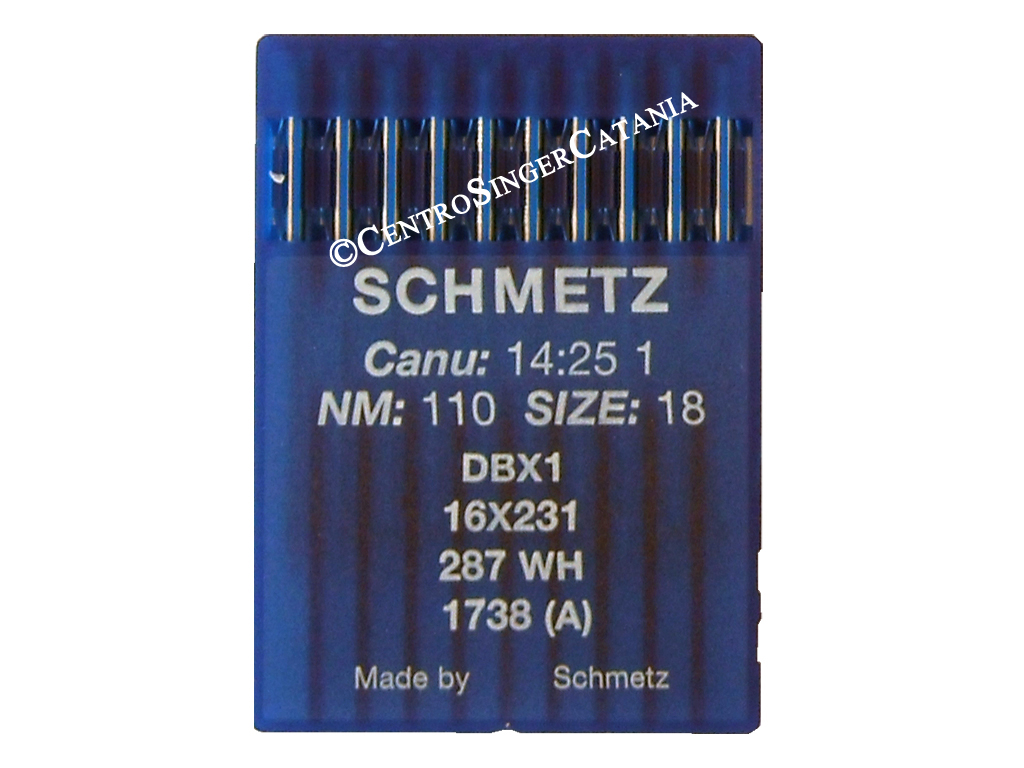 ©CentroSingerCatania
SCHMETZ
Canu: 14:25 1
NM: 110 SIZE: 18
DBX1
16X231
287 WH
1738 (A)
Made by Schmetz